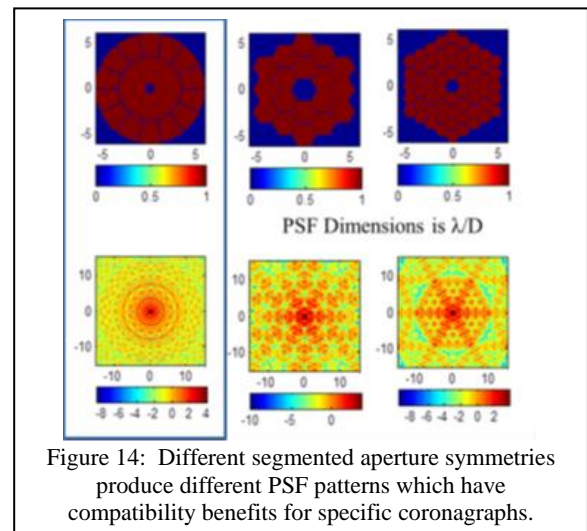 5
0
-5
-5 0 5
0 0.5 1
5
0
-5
-5 0 5
0 0.5 1
5
0
-5
-5 0 5
0 0.5 1
PSF Dimensions is λ/D
10
0
-10
-10 0 10
-8 -6 -4 -2 0 2 4
10
0
-10
-10 0 10
-10 -5 0
10
0
-10
-10 0 10
-8 -6 -4 -2 0 2
Figure 14: Different segmented aperture symmetries
produce different PSF patterns which have
compatibility benefits for specific coronagraphs.